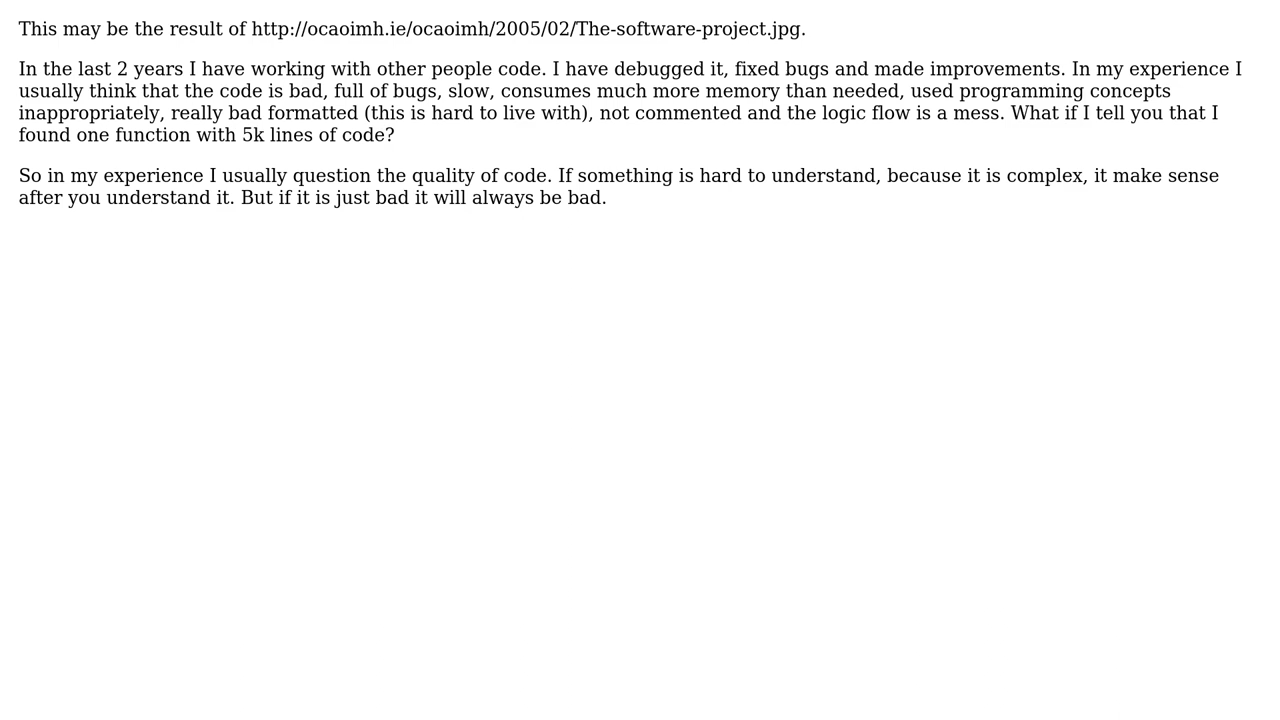 This may be the result of http://ocaoimh.ie/ocaoimh/2005/02/The-software-project.jpg.
In the last 2 years I have working with other people code. I have debugged it, fixed bugs and made improvements. In my experience I
usually think that the code is bad, full of bugs, slow, consumes much more memory than needed, used programming concepts
inappropriately, really bad formatted (this is hard to live with), not commented and the logic flow is a mess. What if I tell you that I
found one function with 5k lines of code?
So in my experience I usually question the quality of code. If something is hard to understand, because it is complex, it make sense
after you understand it. But if it is just bad it will always be bad.